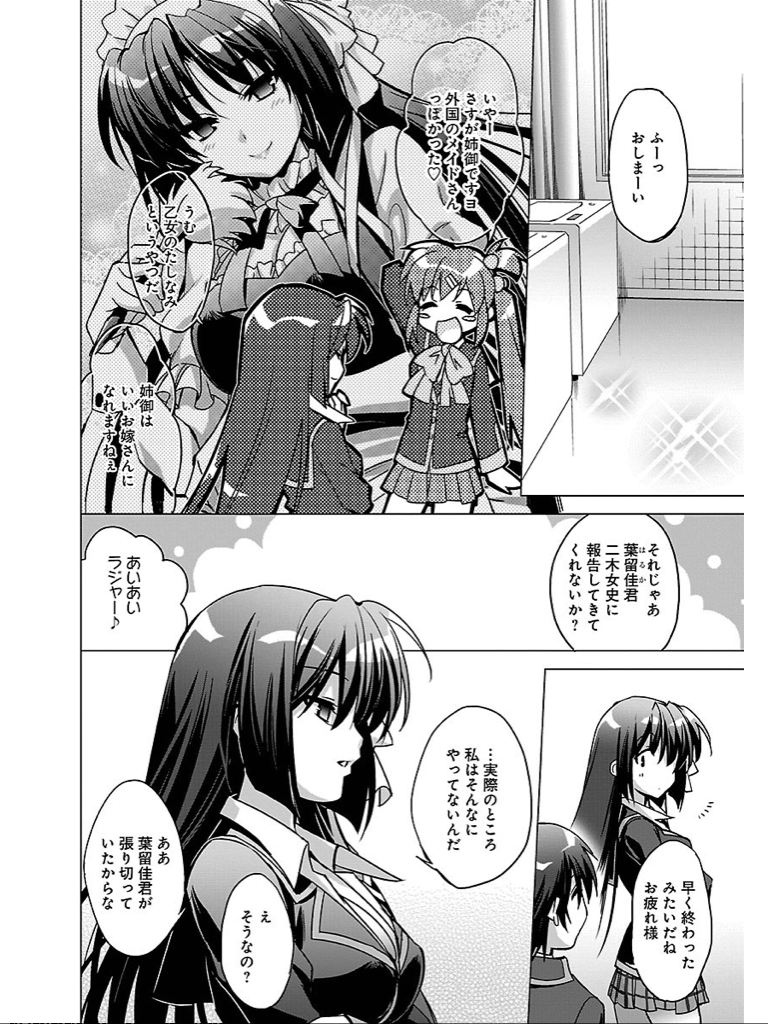 ふーっ
おしまーい
いやー
さすが姉御ですヨ
外国のメイドさん
っぽかった♡
うむ
乙女のたしなみ
というやつだ
姉御は
いいお嫁さんに
なれますねぇ
それじゃあ
葉留佳君
はるか
二木女史に
報告してきて
くれないか?
あいあい
ラジャー♪
早く終わった
みたいだね
お疲れ様
…実際のところ
私はそんなに
やってないんだ
え
そうなの?
ああ
葉留佳君が
張り切って
いたからな